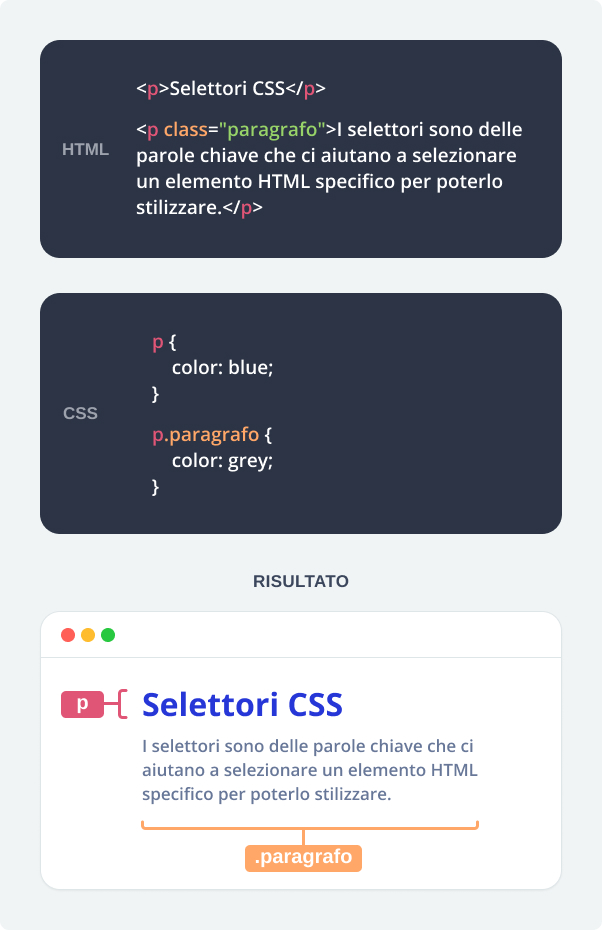 <p>Selettori CSS</p>
HTML
<p class="paragrafo">I selettori sono delle
parole chiave che ci aiutano a selezionare
un elemento HTML specifico per poterlo
stilizzare.</p>
CSS
p {
color: blue;
}
p.paragrafo {
color: grey;
}
RISULTATO
p
Selettori CSS
I selettori sono delle parole chiave che ci
aiutano a selezionare un elemento HTML
specifico per poterlo stilizzare.
.paragrafo